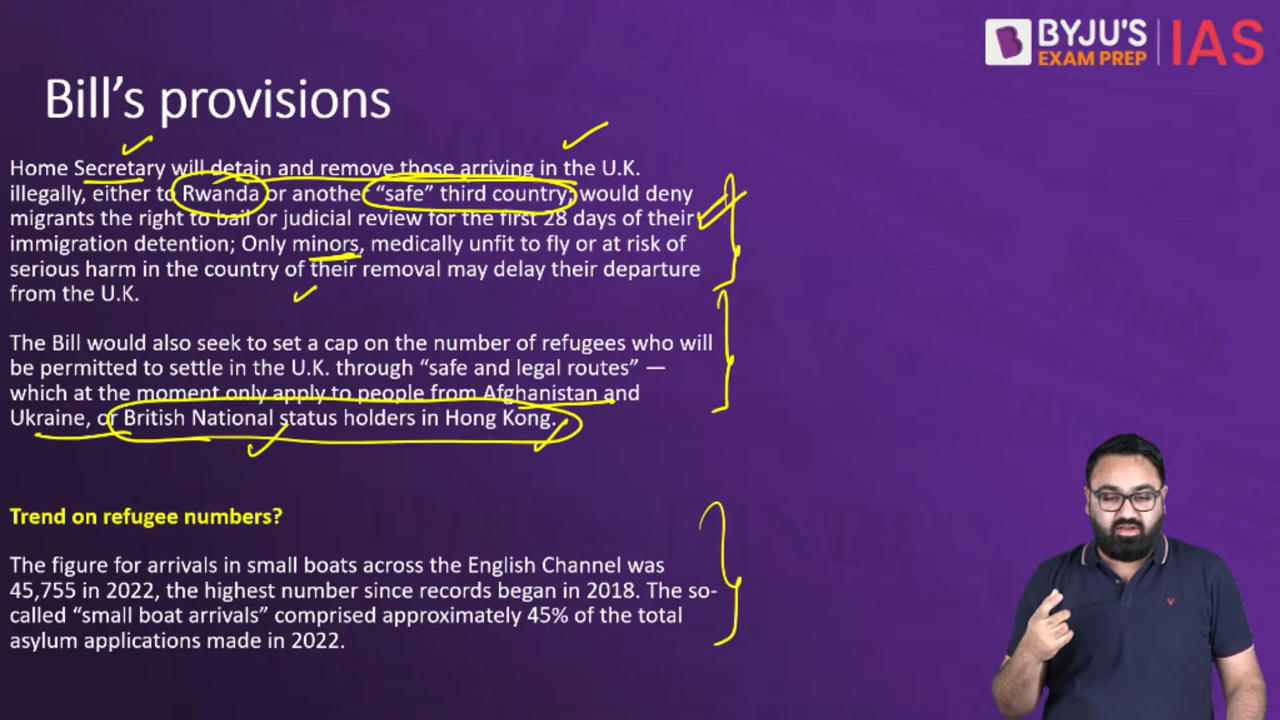 BYJU'S
EXAM PREP
IAS
Bill's provisions
Home Secretary will detain and remove those arriving in the U.K.
illegally, either to Rwanda or another “safe” third country; would deny
migrants the right to bail or judicial review for the first 28 days of their
immigration detention; Only minors, medically unfit to fly or at risk of
serious harm in the country of their removal may delay their departure
from the U.K.
The Bill would also seek to set a cap on the number of refugees who will
be permitted to settle in the U.K. through “safe and legal routes” —
which at the moment only apply to people from Afghanistan and
Ukraine, or British National status holders in Hong Kong.
Trend on refugee numbers?
The figure for arrivals in small boats across the English Channel was
45,755 in 2022, the highest number since records began in 2018. The so-
called “small boat arrivals” comprised approximately 45% of the total
asylum applications made in 2022.